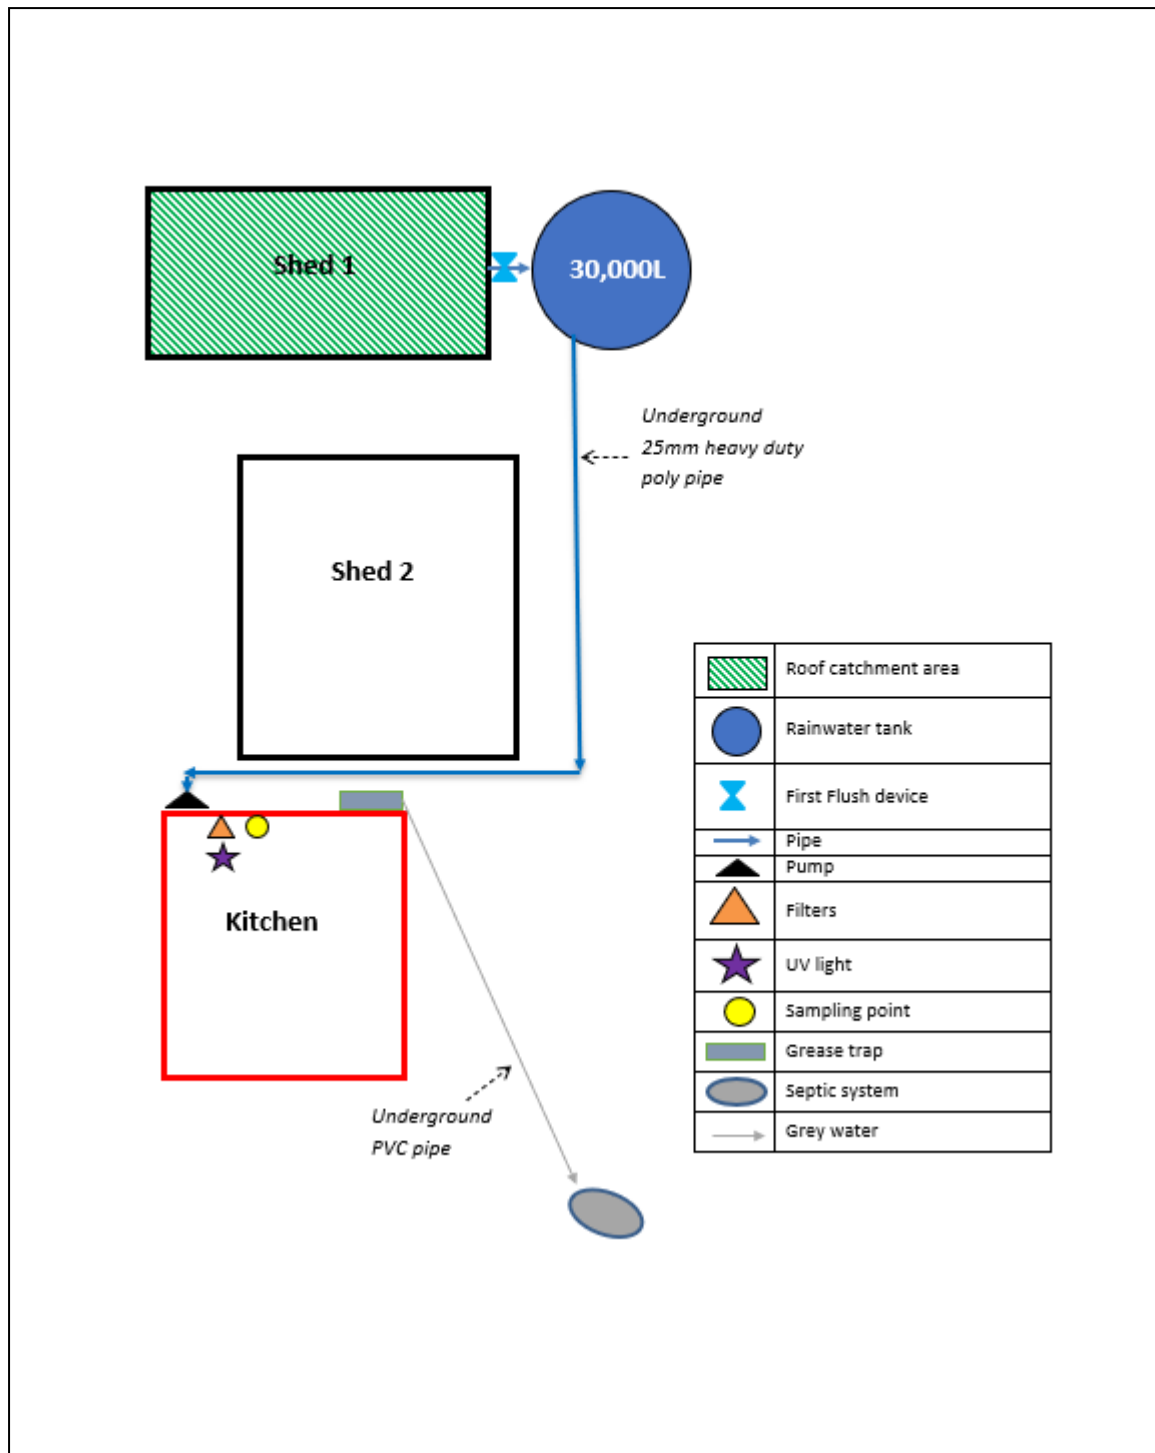 Shed 1
30,000L
Underground
25mm heavy duty
poly pipe
Shed 2
Kitchen
Underground
PVC pipe
Roof catchment area
Rainwater tank
First Flush device
Pipe
Pump
Filters
UV light
Sampling point
Grease trap
Septic system
Grey water